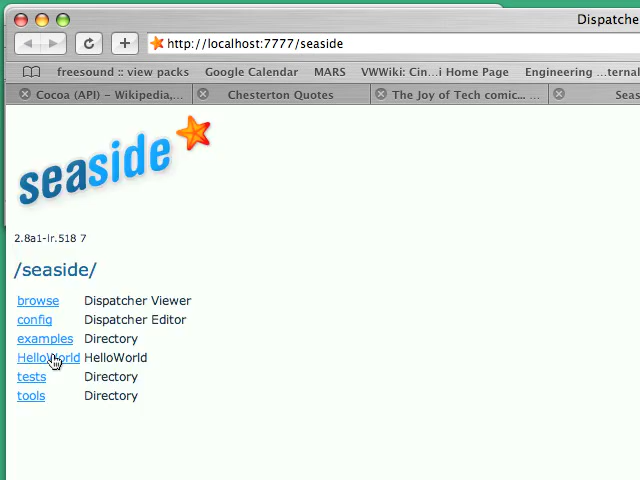 Dispatche
http://localhost:7777/seaside
freesound :: view packs Google Calendar MARS VWWiki: Cin...i Home Page Engineering ...ternal
Cocoa (API) – Wikipedia,... Chesterton Quotes The Joy of Tech comic... ... Seas
seaside
2.8a1-lr.518 7
/seaside/
browse Dispatcher Viewer
config Dispatcher Editor
examples Directory
HelloWorld HelloWorld
tests Directory
tools Directory